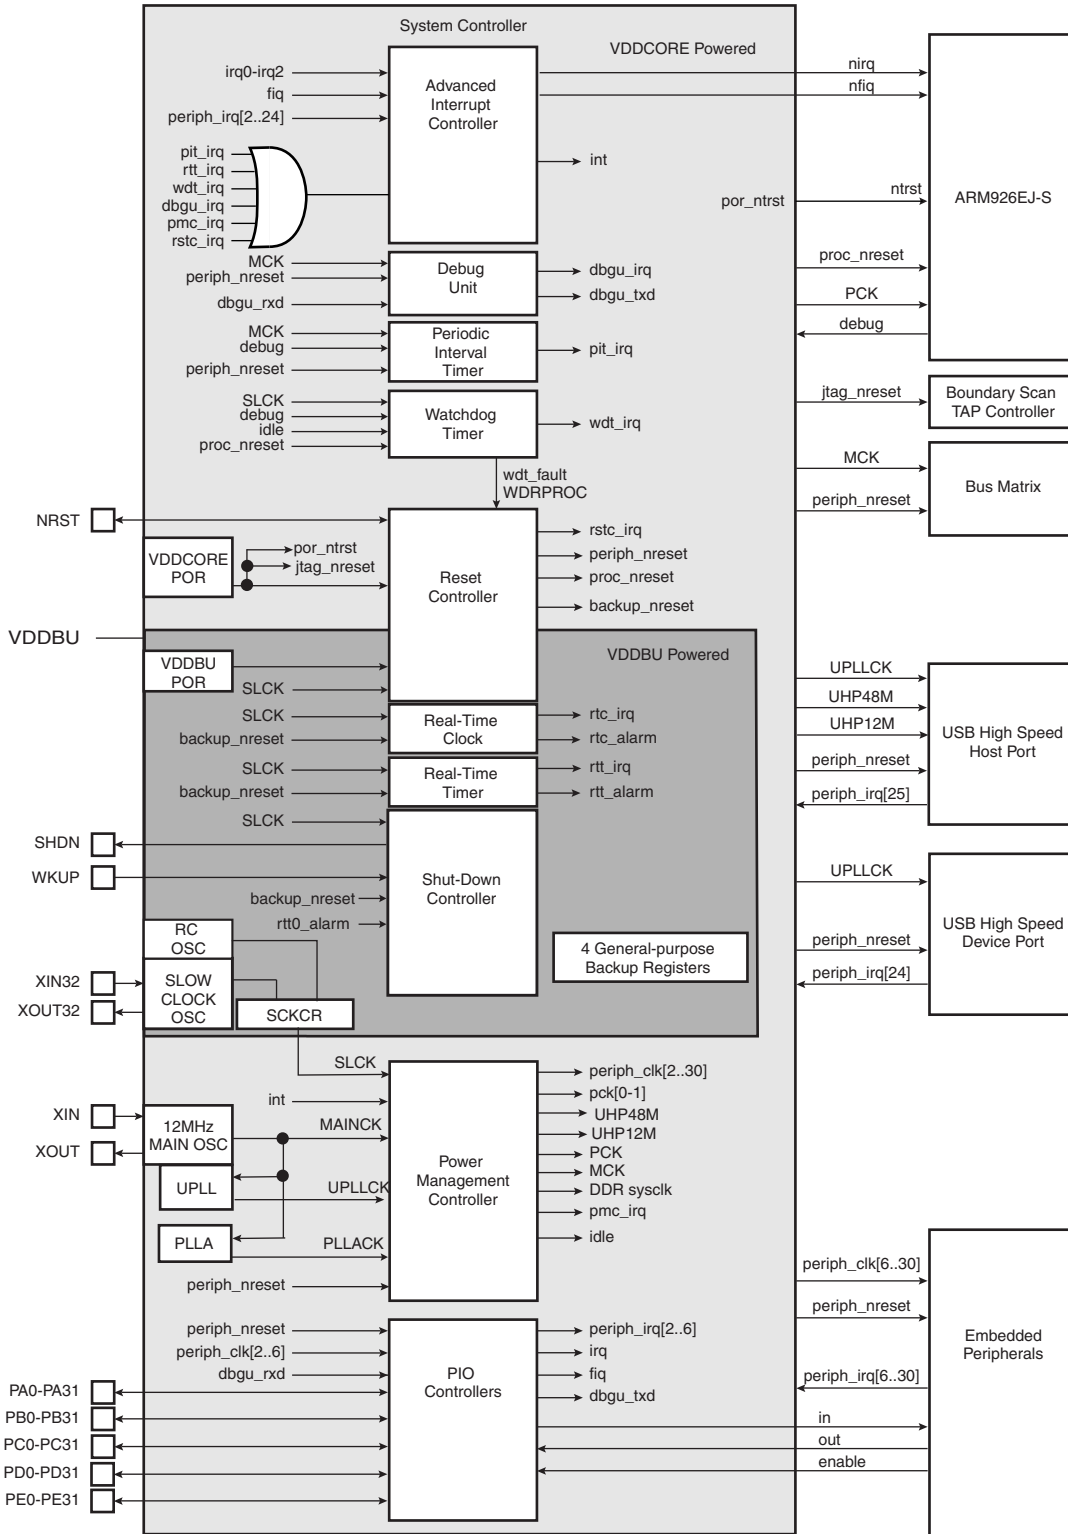 System Controller
VDDCORE Powered
irq0-irq2
fiq
periph_irq[2..24]
Advanced
Interrupt
Controller
nirq
nfiq
int
pit_irq
rtt_irq
wdt_irq
dbgu_irq
pmc_irq
rstc_irq
por_ntrst
ntrst
ARM926EJ-S
proc_nreset
PCK
debug
MCK
periph_nreset
dbgu_rxd
Debug
Unit
dbgu_irq
dbgu_txd
MCK
debug
periph_nreset
Periodic
Interval
Timer
pit_irq
SLCK
debug
idle
proc_nreset
Watchdog
Timer
wdt_irq
jtag_nreset
Boundary Scan
TAP Controller
MCK
periph_nreset
Bus Matrix
wdt_fault
WDRPROC
NRST
VDDCORE
POR
por_ntrst
jtag_nreset
Reset
Controller
rstc_irq
periph_nreset
proc_nreset
backup_nreset
VDDBU
VDDBU Powered
VDDBU
POR
SLCK
SLCK
backup_nreset
Real-Time
Clock
rtc_irq
rtc_alarm
SLCK
backup_nreset
Real-Time
Timer
rtt_irq
rtt_alarm
UPLLCK
UHP48M
UHP12M
periph_nreset
periph_irq[25]
USB High Speed
Host Port
SLCK
SHDN
WKUP
backup_nreset
rtt0_alarm
Shut-Down
Controller
UPLLCK
periph_nreset
periph_irq[24]
USB High Speed
Device Port
RC
OSC
4 General-purpose
Backup Registers
XIN32
XOUT32
SLOW
CLOCK
OSC
SCKCR
SLCK
int
XIN
XOUT
12MHz
MAIN OSC
MAINCK
UPLL
UPLLCK
PLLA
PLLACK
periph_nreset
Power
Management
Controller
periph_clk[2..30]
pck[0-1]
UHP48M
UHP12M
PCK
MCK
DDR sysclk
pmc_irq
idle
periph_nreset
periph_clk[2..6]
dbgu_rxd
PIO
Controllers
periph_irq[2..6]
irq
fiq
dbgu_txd
PA0-PA31
PB0-PB31
PC0-PC31
PD0-PD31
PE0-PE31
periph_clk[6..30]
periph_nreset
periph_irq[6..30]
in
out
enable
Embedded
Peripherals